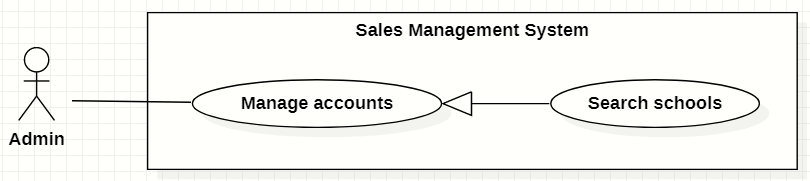 Sales Management System
Manage accounts
Search schools
Admin